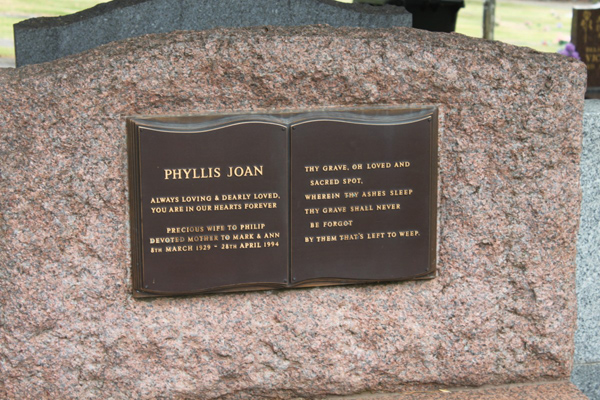 PHYLLIS JOAN
ALWAYS LOVING & DEARLY LOVED,
YOU ARE IN OUR HEARTS FOREVER
PRECIOUS WIFE TO PHILIP
DEVOTED MOTHER TO MARK & ANN
8TH MARCH 1929 - 28TH APRIL 1994
THY GRAVE, OH LOVED AND
SACRED SPOT,
WHEREIN THY ASHES SLEEP
THY GRAVE SHALL NEVER
BE FORGOT
BY THEM THAT'S LEFT TO WEEP.